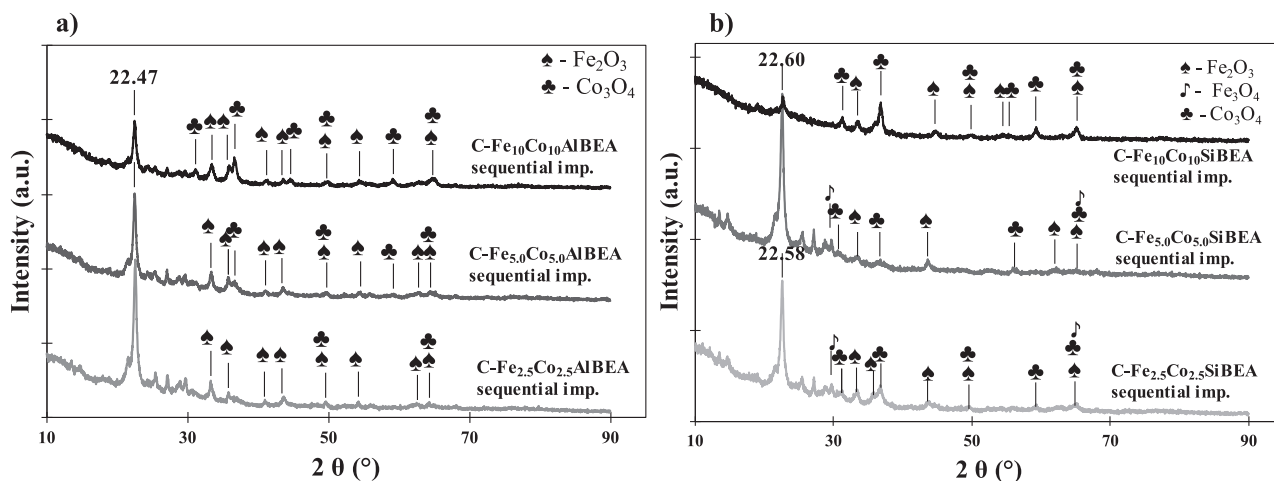 a)
♠ - Fe₂O₃
♣ - Co₃O₄
22.47
C-Fe₁₀Co₁₀AlBEA
sequential imp.
C-Fe₅.₀Co₅.₀AlBEA
sequential imp.
C-Fe₂.₅Co₂.₅AlBEA
sequential imp.
Intensity (a.u.)
10 30 50 70 90
2 θ (°)
b)
♠ - Fe₂O₃
♪ - Fe₃O₄
♣ - Co₃O₄
22.60
C-Fe₁₀Co₁₀SiBEA
sequential imp.
C-Fe₅.₀Co₅.₀SiBEA
sequential imp.
22.58
C-Fe₂.₅Co₂.₅SiBEA
sequential imp.
Intensity (a.u.)
10 30 50 70 90
2 θ (°)